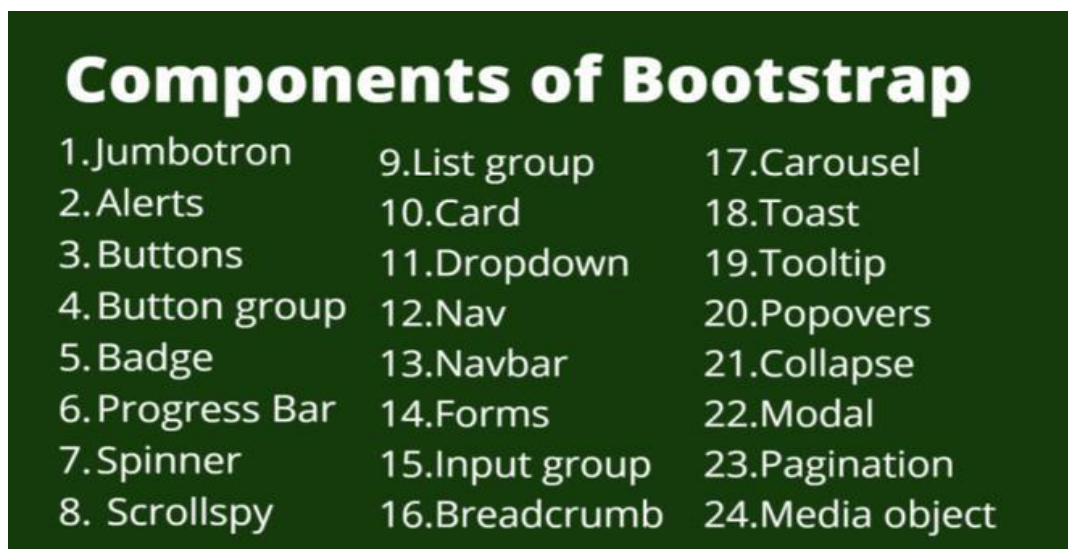 Components of Bootstrap
1.Jumbotron
2.Alerts
3.Buttons
4.Button group
5.Badge
6.Progress Bar
7.Spinner
8. Scrollspy
9.List group
10.Card
11.Dropdown
12.Nav
13.Navbar
14.Forms
15.Input group
16.Breadcrumb
17.Carousel
18.Toast
19.Tooltip
20.Popovers
21.Collapse
22.Modal
23.Pagination
24.Media object